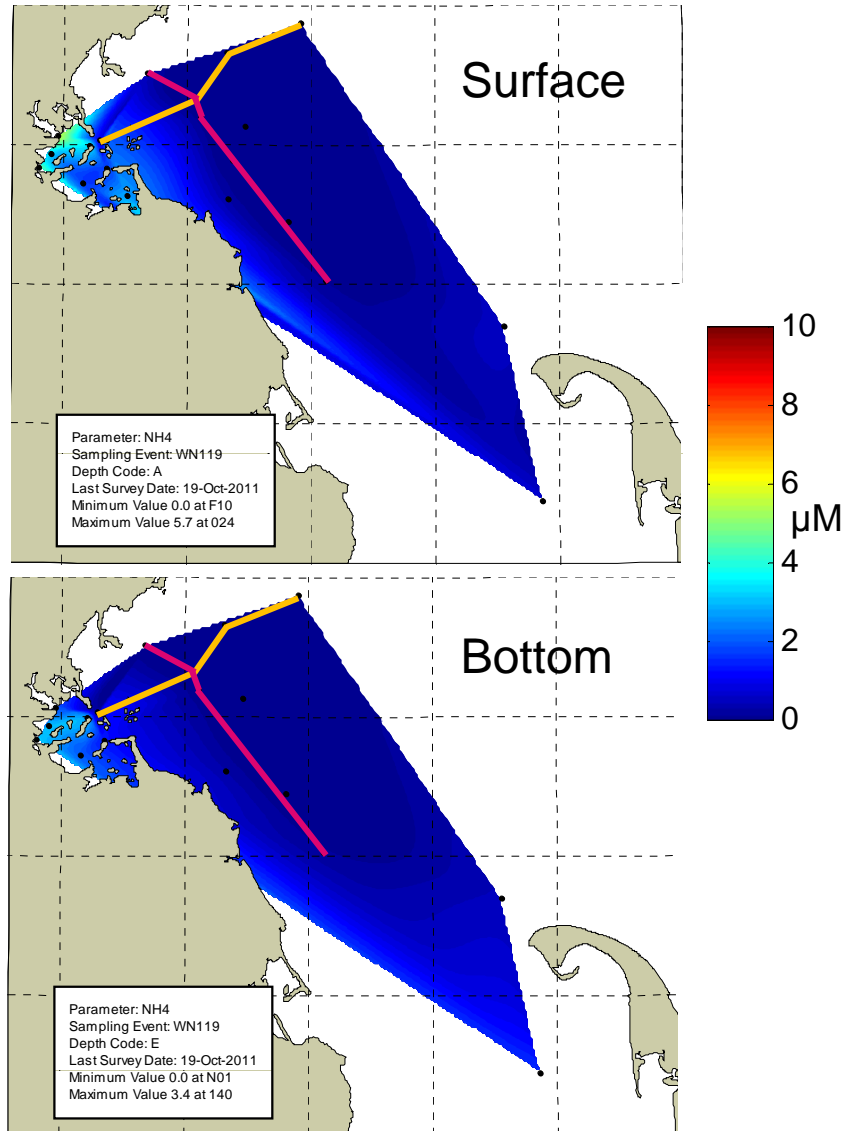 Surface
Parameter: NH4
Sampling Event: WN119
Depth Code: A
Last Survey Date: 19-Oct-2011
Minimum Value 0.0 at F10
Maximum Value 5.7 at 024
10
8
6
µM
4
2
0
Bottom
Parameter: NH4
Sampling Event: WN119
Depth Code: E
Last Survey Date: 19-Oct-2011
Minimum Value 0.0 at N01
Maximum Value 3.4 at 140